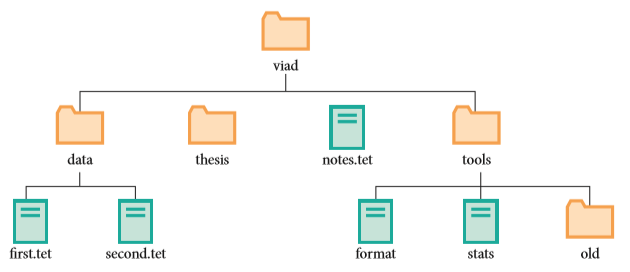 viad
data
thesis
notes.tet
tools
first.tet
second.tet
format
stats
old